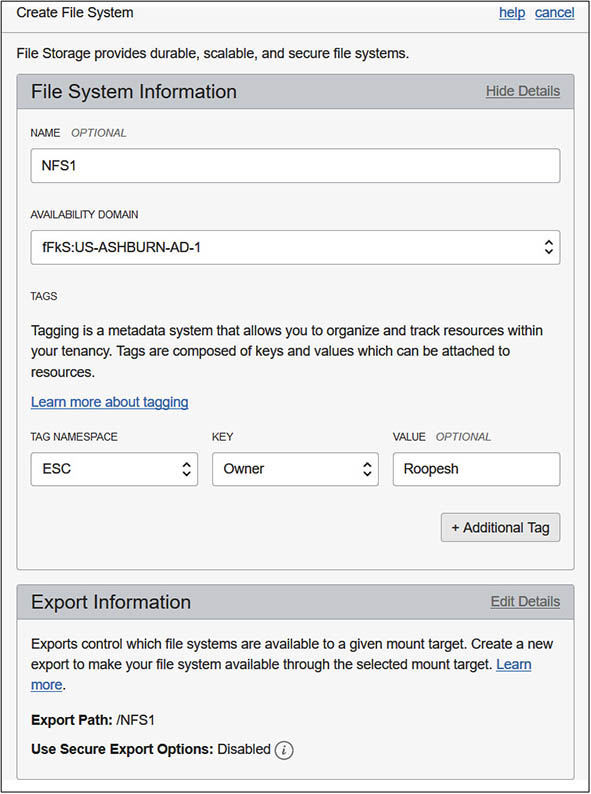 Create File System help cancel
File Storage provides durable, scalable, and secure file systems.
File System Information Hide Details
NAME OPTIONAL
NFS1
AVAILABILITY DOMAIN
fFkS:US-ASHBURN-AD-1
TAGS
Tagging is a metadata system that allows you to organize and track resources within
your tenancy. Tags are composed of keys and values which can be attached to
resources.
Learn more about tagging
TAG NAMESPACE KEY VALUE OPTIONAL
ESC Owner Roopesh
+ Additional Tag
Export Information Edit Details
Exports control which file systems are available to a given mount target. Create a new
export to make your file system available through the selected mount target. Learn
more.
Export Path: /NFS1
Use Secure Export Options: Disabled i